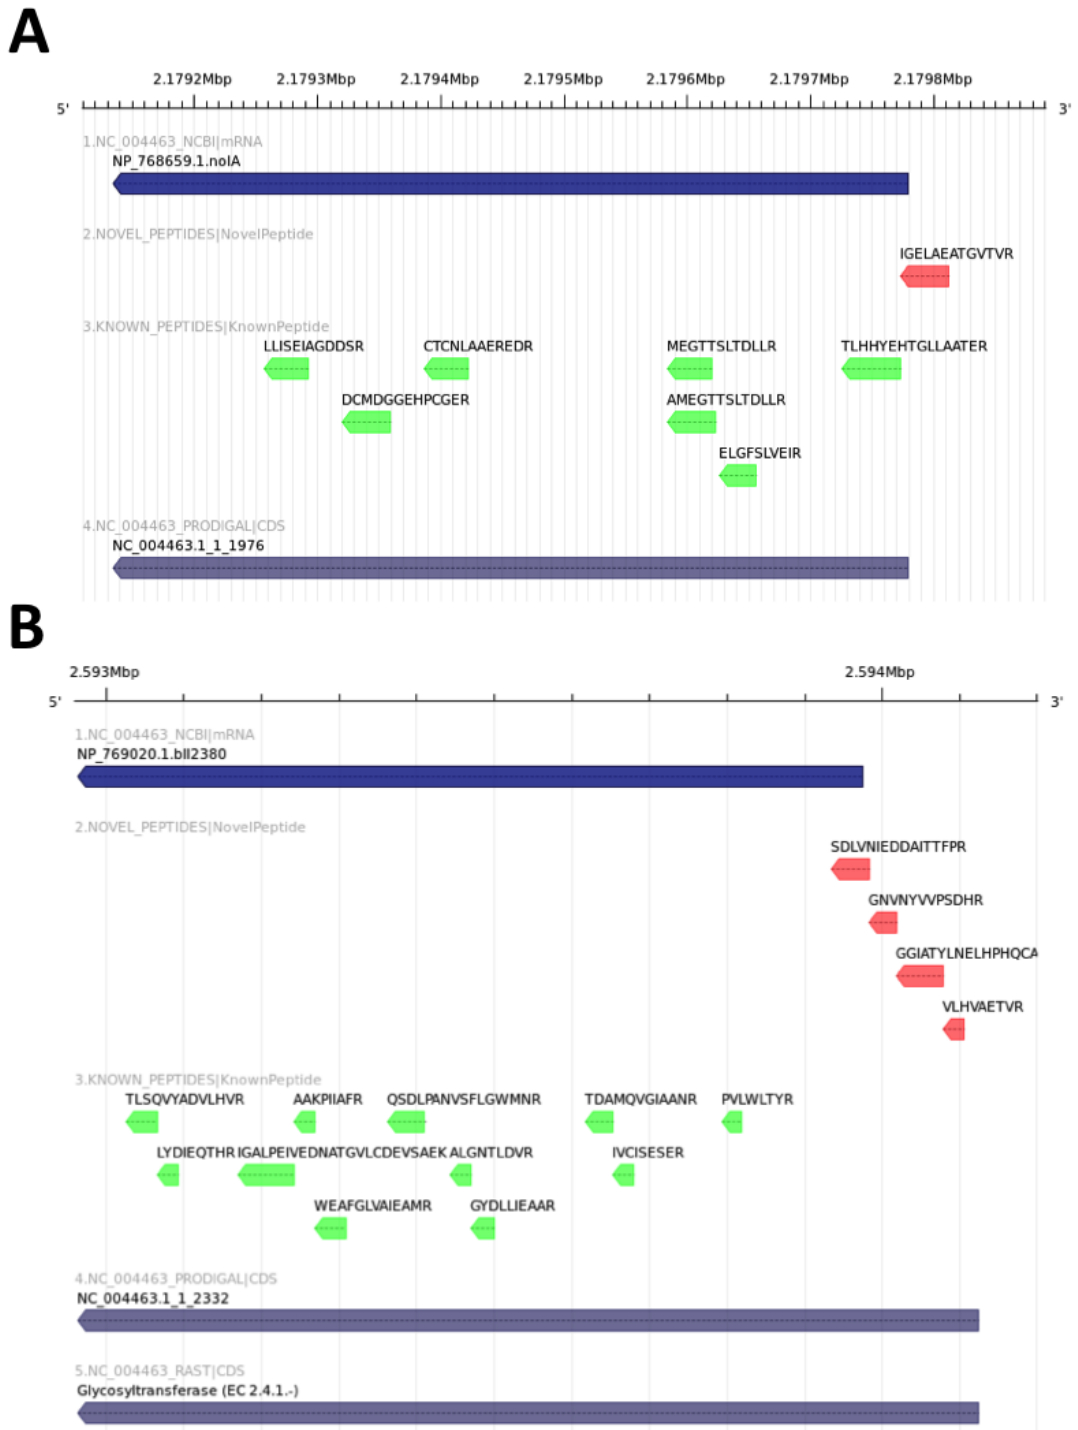 A
2.1792Mbp 2.1793Mbp 2.1794Mbp 2.1795Mbp 2.1796Mbp 2.1797Mbp 2.1798Mbp
5' 3'
1.NC_004463_NCBI|mRNA
NP_768659.1.nolA
2.NOVEL_PEPTIDES|NovelPeptide
IGELAEATGVTVR
3.KNOWN_PEPTIDES|KnownPeptide
LLISEIAGDDSR CTCNLAAEREDR MEGTTSLTDLLR TLHHYEHTGLLAATER
DCMDGGEHPCGER AMEGTTSLTDLLR
ELGFSLVEIR
4.NC_004463_PRODIGAL|CDS
NC_004463.1_1_1976
B
2.593Mbp 2.594Mbp
5' 3'
1.NC_004463_NCBI|mRNA
NP_769020.1.bll2380
2.NOVEL_PEPTIDES|NovelPeptide
SDLVNIEDDAITTFPR
GNVNYVVPSDHR
GGIATYLNELHPHQCA
VLHVAETVR
3.KNOWN_PEPTIDES|KnownPeptide
TLSQVYADVLHVR AAKPIIAFR QSDLPANVSFLGWMNR TDAMQVGIAANR PVLWLTYR
LYDIEQTHR IGALPEIVEDNATGVLCDEVSAEK ALGNTLDVR IVCISESER
WEAFGLVAIEAMR GYDLLIEAAR
4.NC_004463_PRODIGAL|CDS
NC_004463.1_1_2332
5.NC_004463_RAST|CDS
Glycosyltransferase (EC 2.4.1.-)